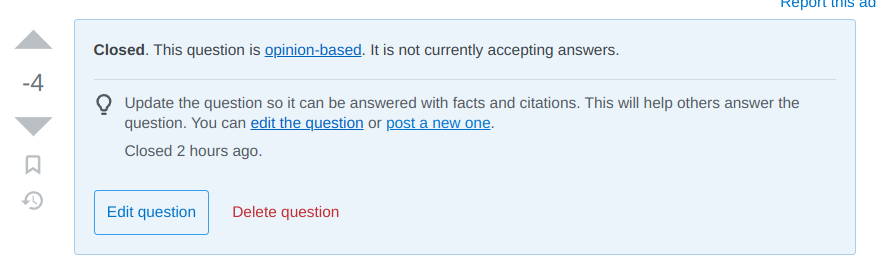 Report this ad
Closed. This question is opinion-based. It is not currently accepting answers.
-4
Update the question so it can be answered with facts and citations. This will help others answer the
question. You can edit the question or post a new one.
Closed 2 hours ago.
Edit question
Delete question